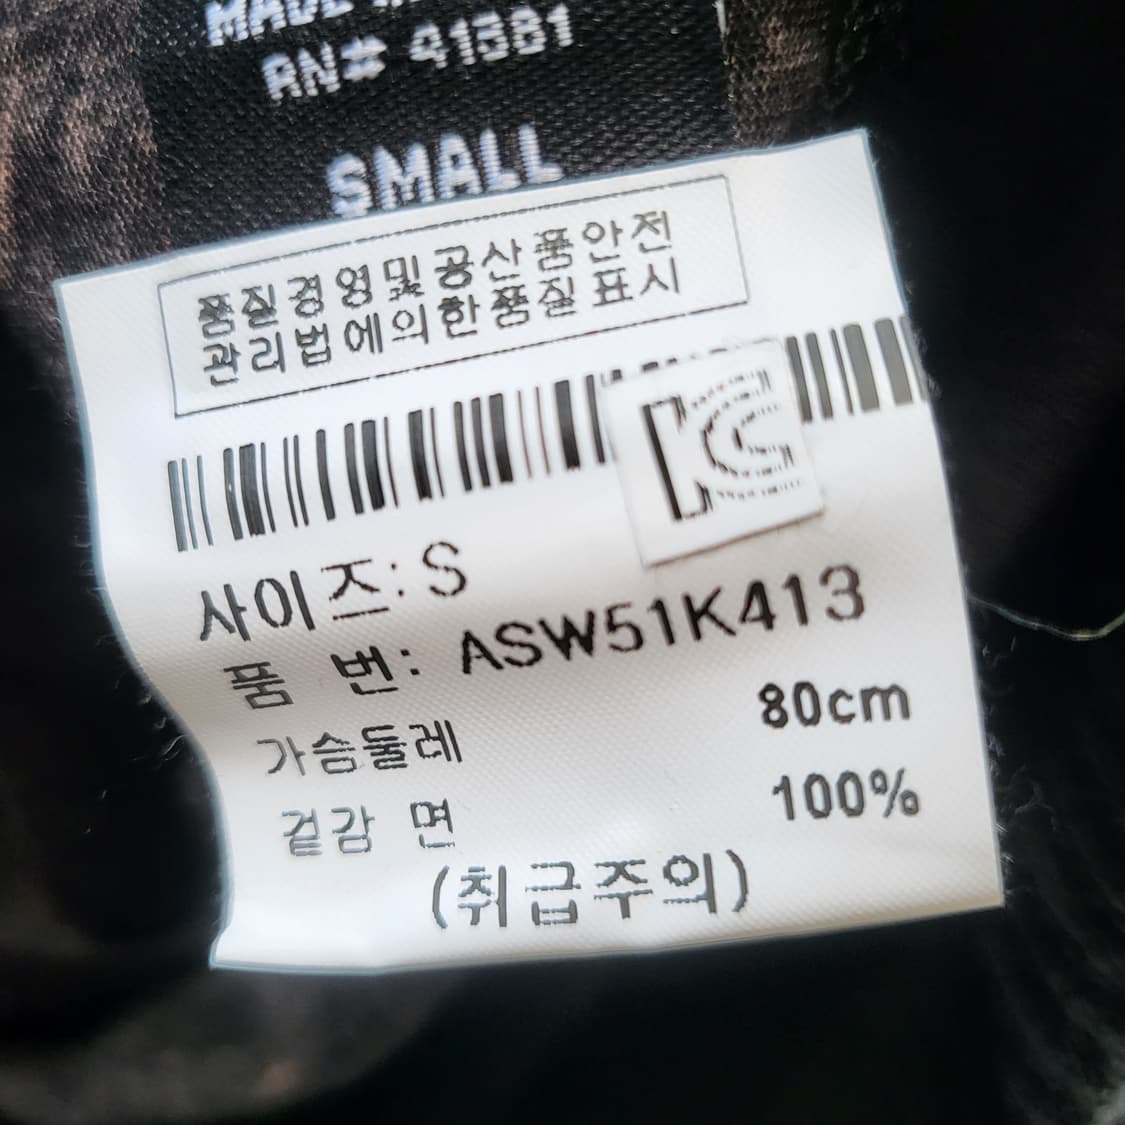 RN# 41381
SMALL
품질경영및공산품안전
관리법에의한품질표시
사이즈: S
품 번: ASW51K413
가슴둘레 80cm
겉감 면 100%
(취급주의)